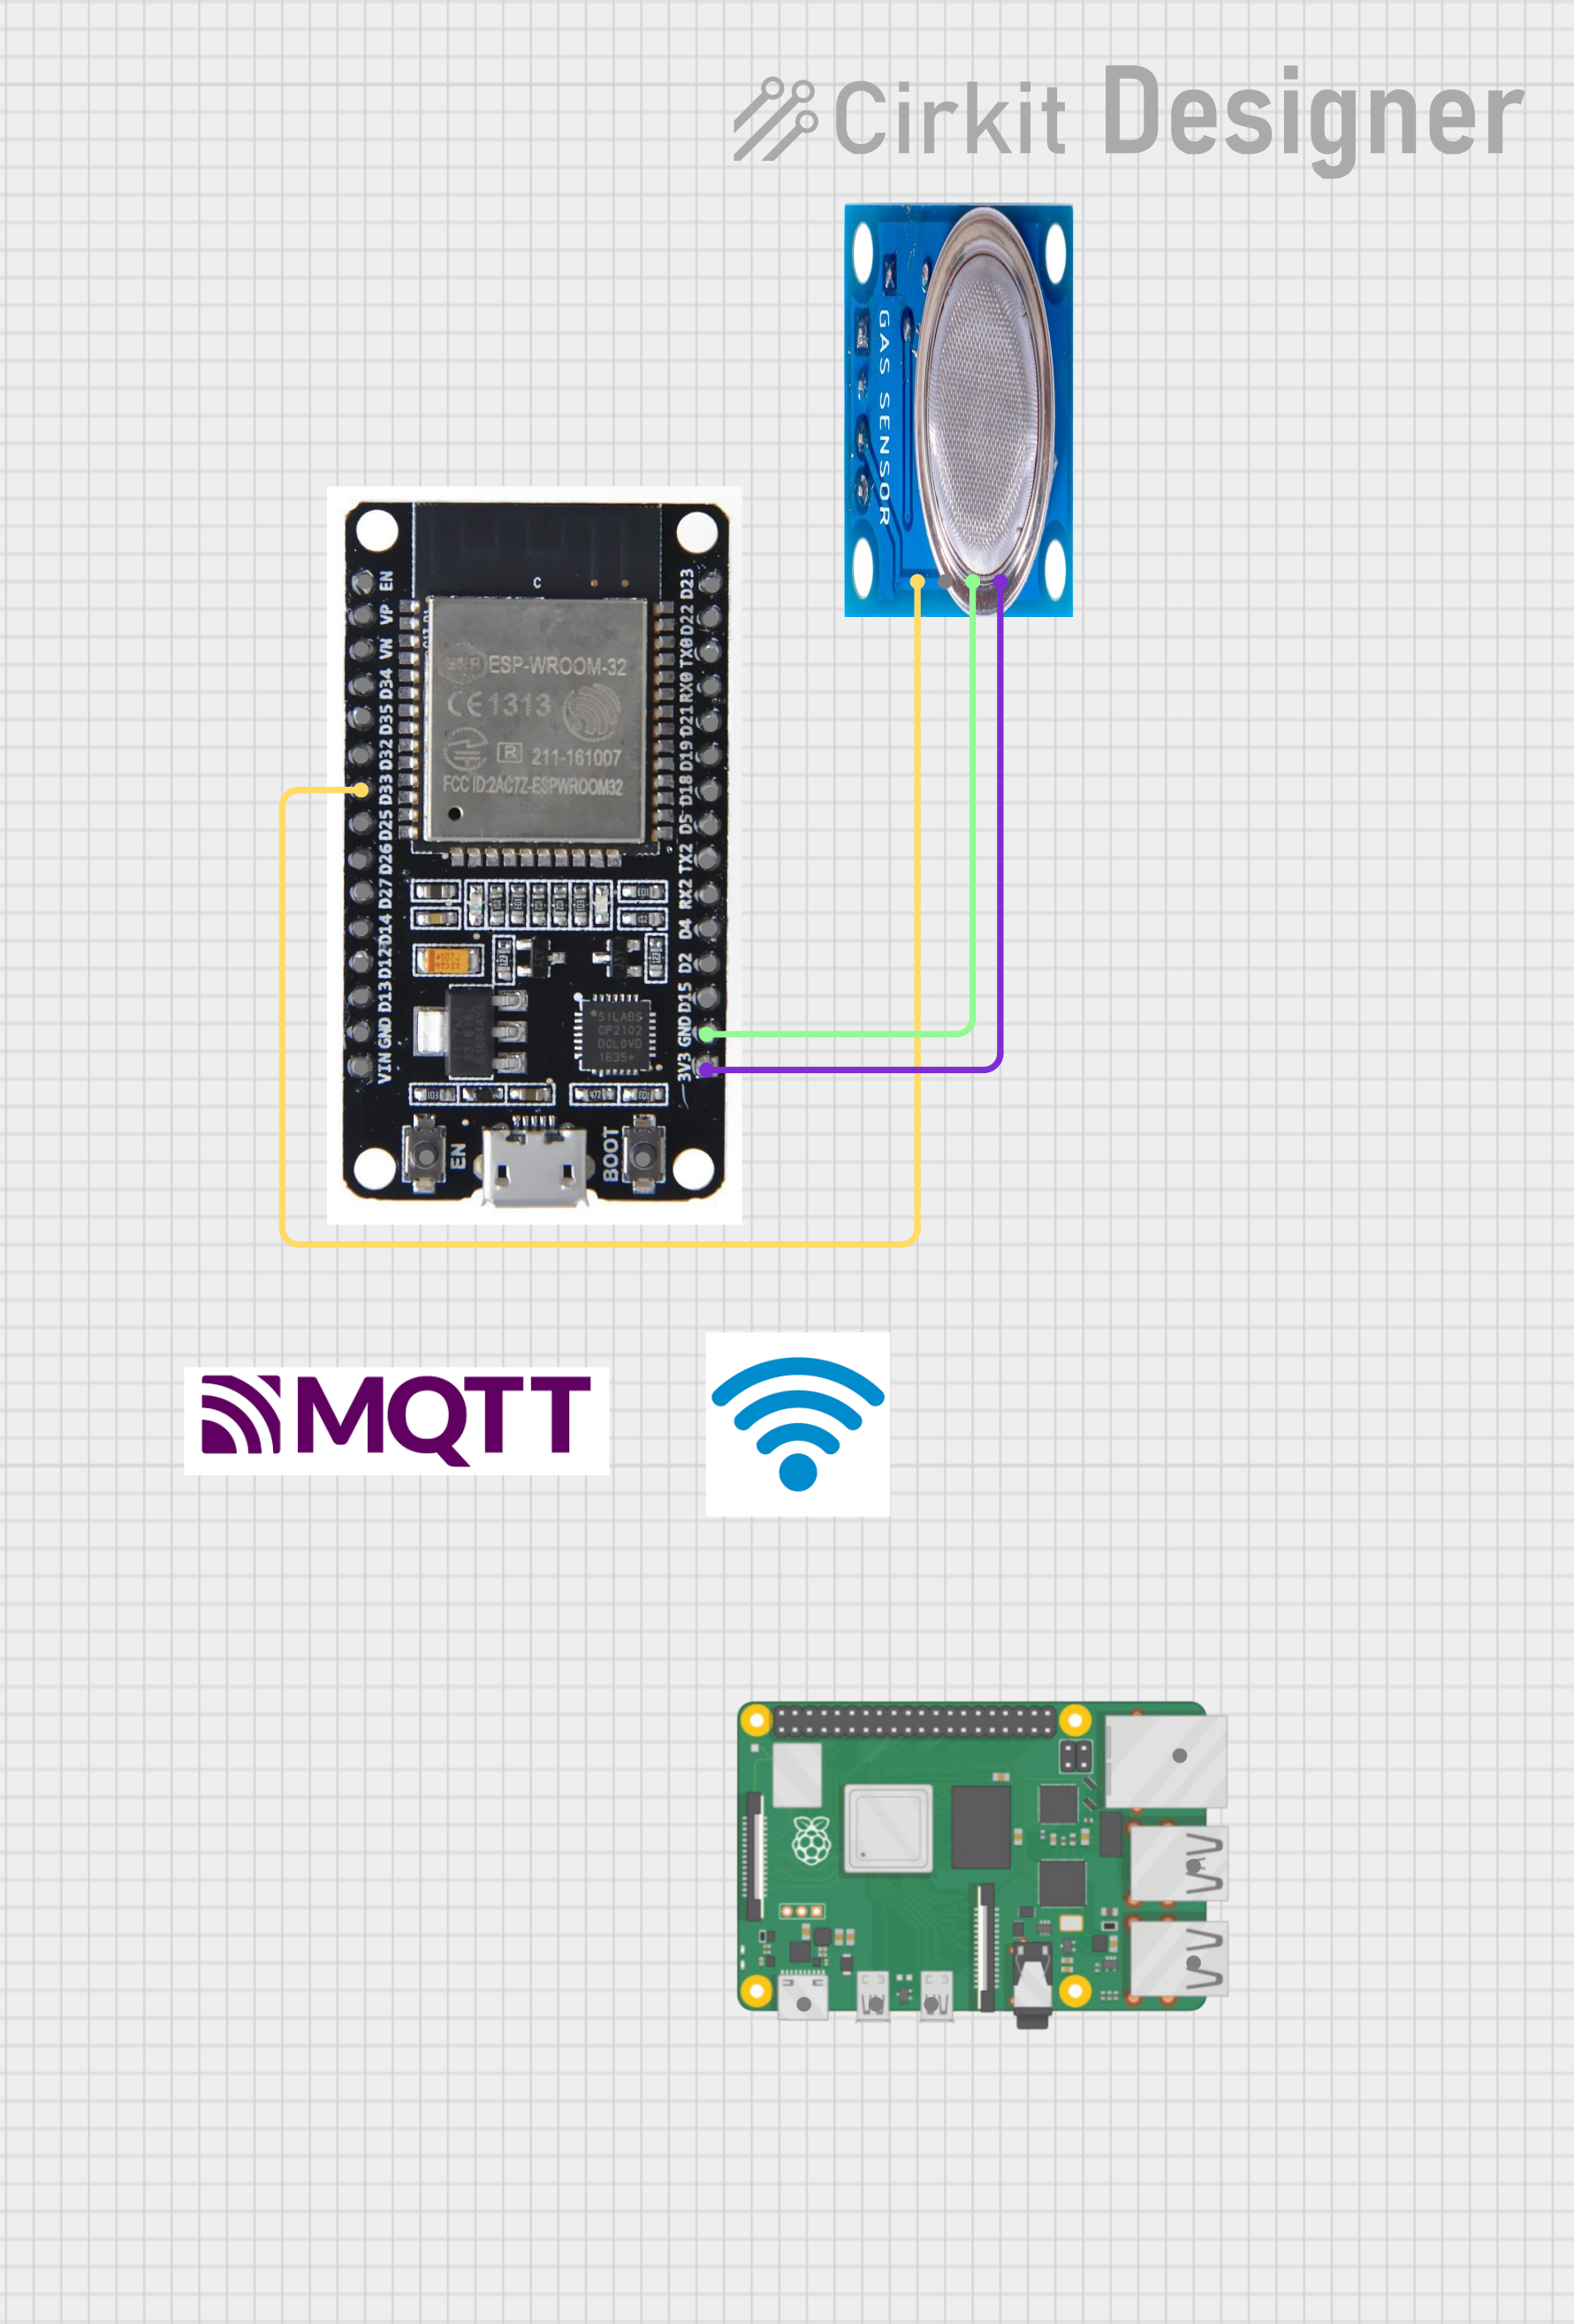 Cirkit Designer
GAS SENSOR
EN
VP
VN
D34
D35
D32
D33
D25
D26
D27
D14
D12
D13
GND
VIN
C
ESP-WROOM-32
CE1313
R 211-161007
FCC ID:2AC7Z-ESPWROOM32
D23
D22
TX0
RX0
D21
D19
D18
D5
TX2
RX2
D4
D2
D15
GND
3V3
SILABS
CP2102
DCL0VD
1635+
EN
BOOT
MQTT